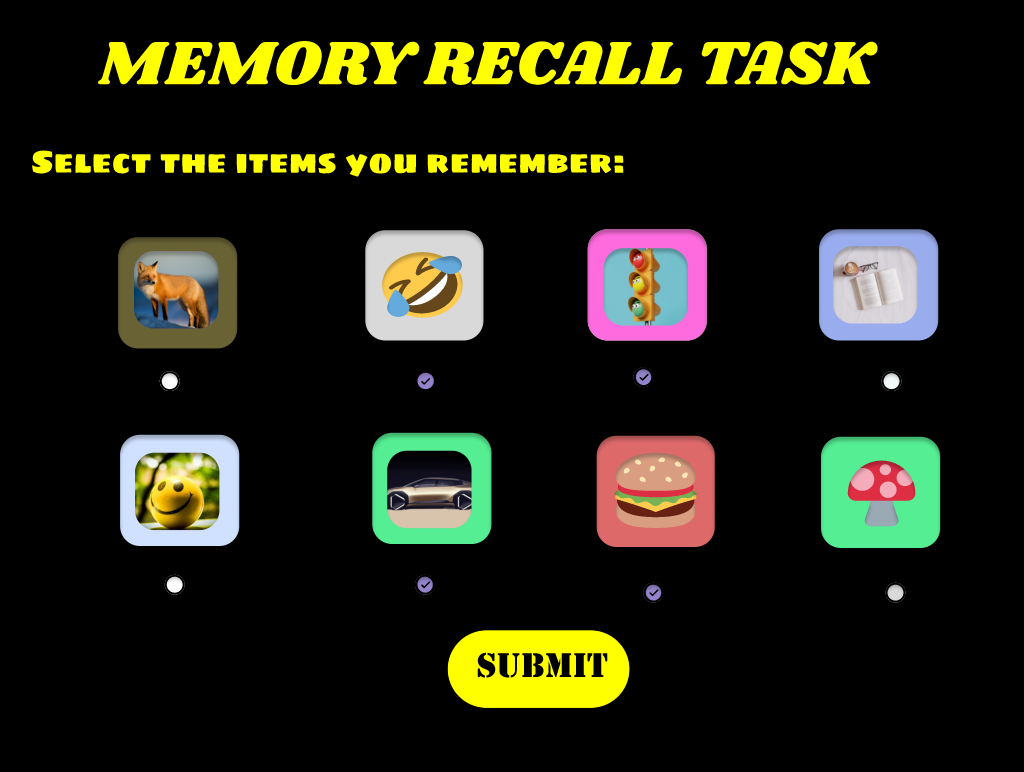 MEMORY RECALL TASK
SELECT THE ITEMS YOU REMEMBER:
SUBMIT